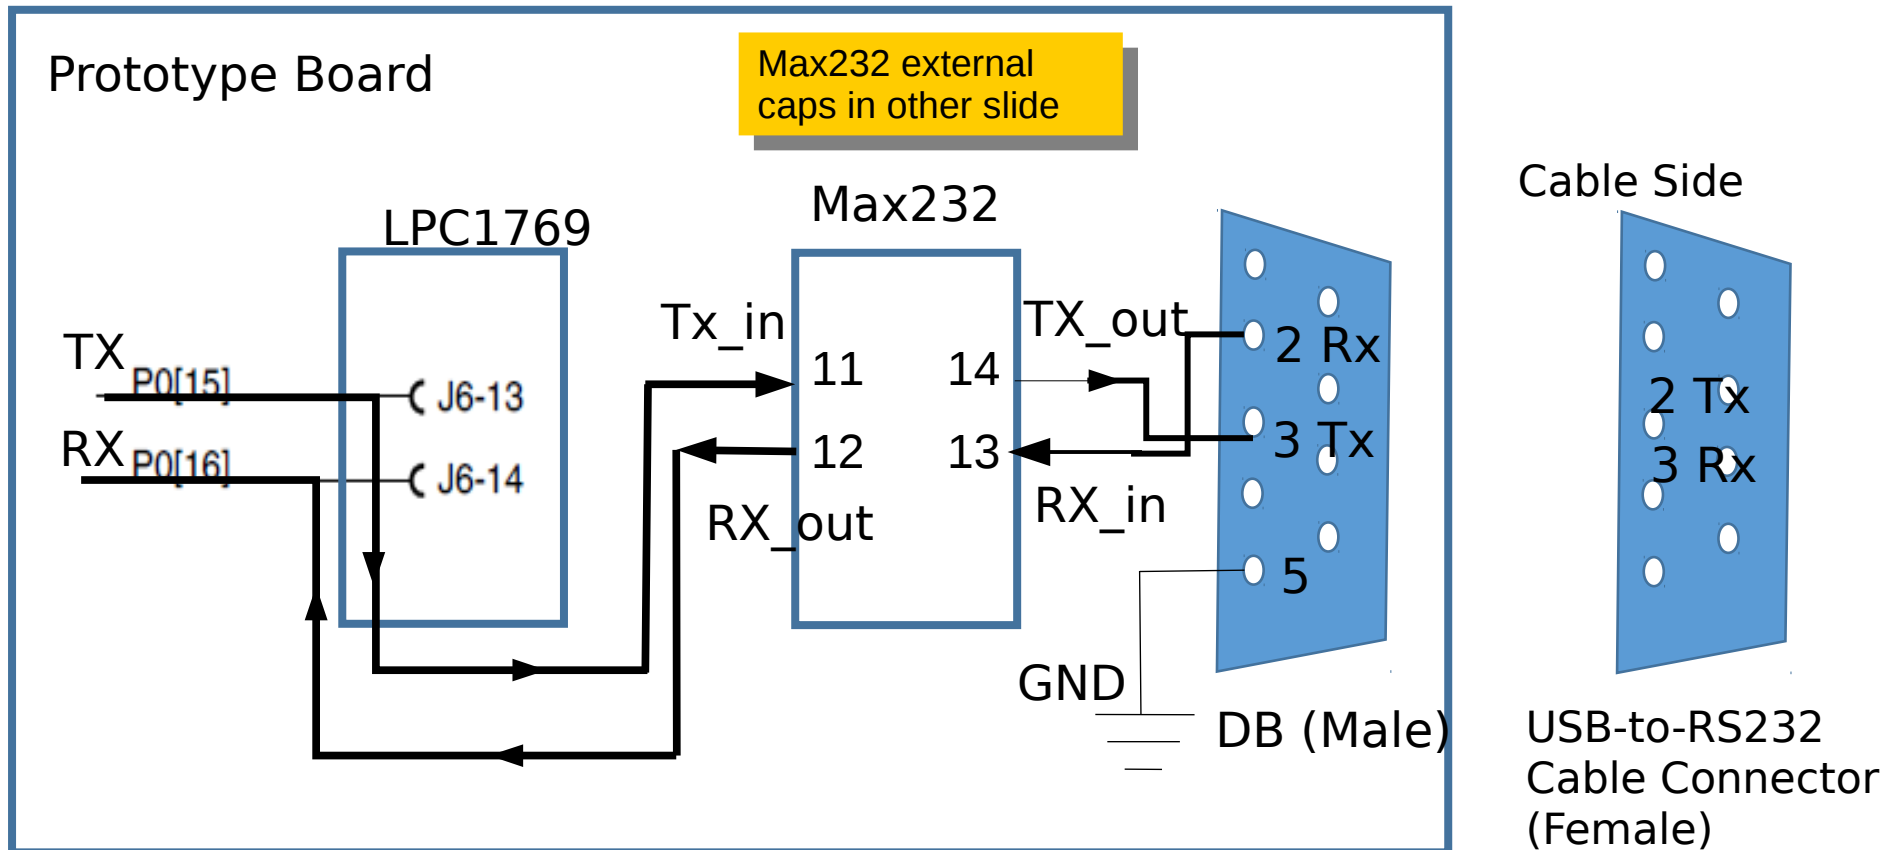 Prototype Board
Max232 external
caps in other slide
Cable Side
LPC1769
Max232
TX
P0[15]
J6-13
RX
P0[16]
J6-14
Tx_in
11
14
TX_out
2 Rx
12
13
3 Tx
RX_out
RX_in
5
GND
DB (Male)
2 Tx
3 Rx
USB-to-RS232
Cable Connector
(Female)